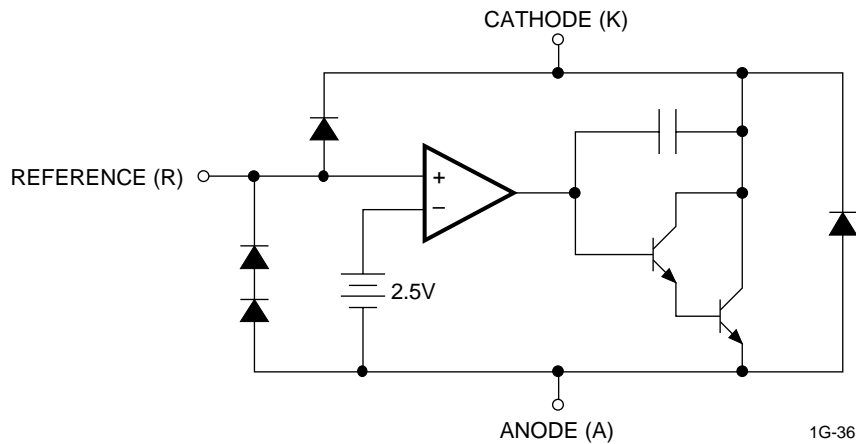 CATHODE (K)
REFERENCE (R)
+
−
2.5V
ANODE (A)
1G-36